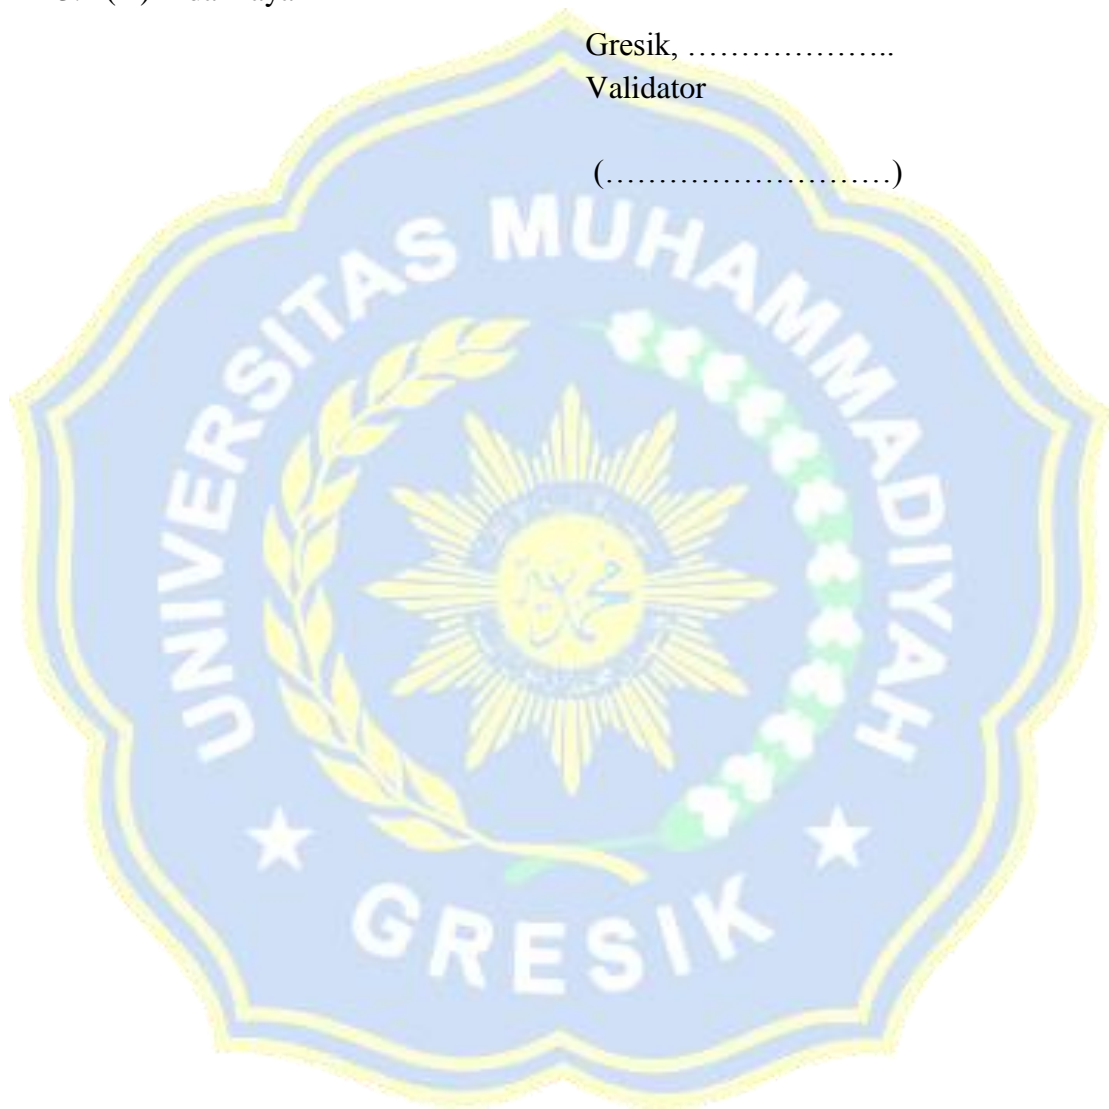 Gresik, ………………..
Validator
(………………………)
UNIVERSITAS MUHAMMADIYAH
GRESIK